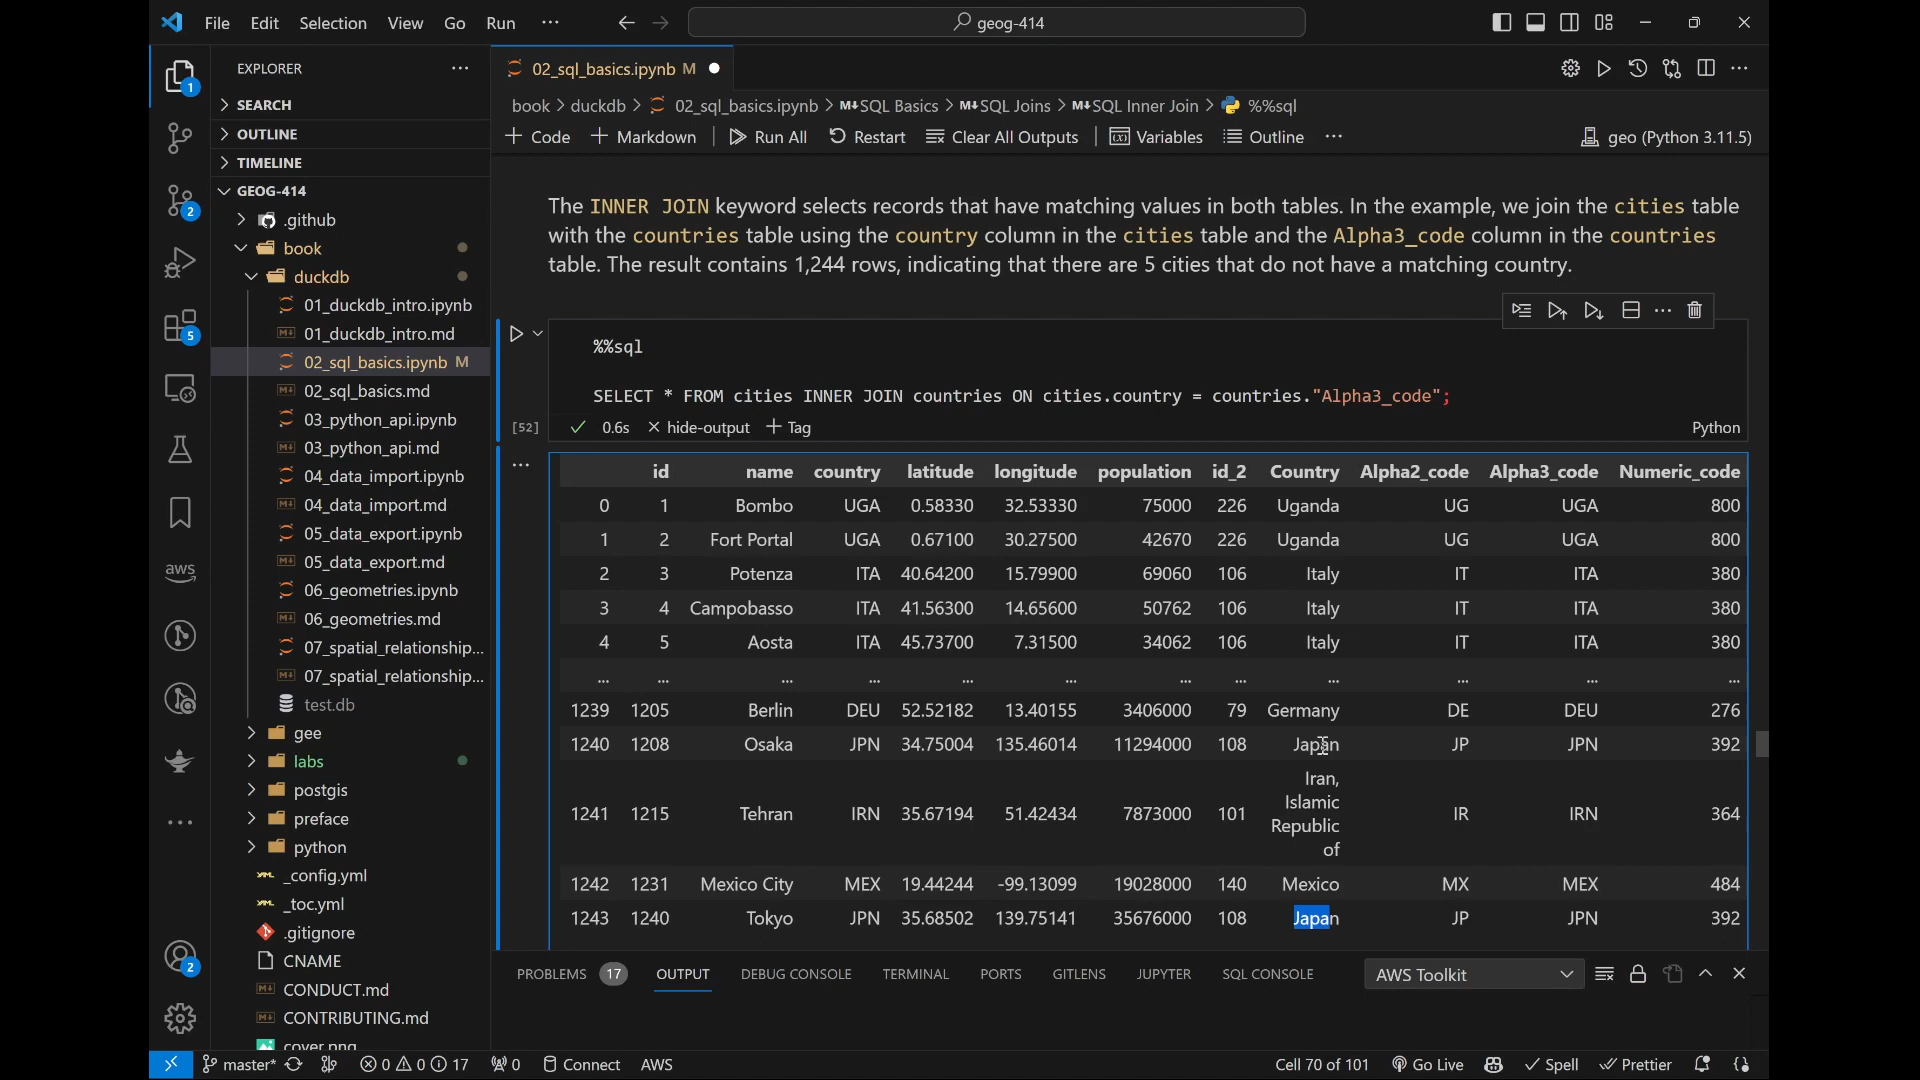 File Edit Selection View Go Run ··· geog-414
EXPLORER ···
SEARCH
OUTLINE
TIMELINE
GEOG-414
.github
book
duckdb
01_duckdb_intro.ipynb
01_duckdb_intro.md
02_sql_basics.ipynb M
02_sql_basics.md
03_python_api.ipynb
03_python_api.md
04_data_import.ipynb
04_data_import.md
05_data_export.ipynb
05_data_export.md
06_geometries.ipynb
06_geometries.md
07_spatial_relationship...
07_spatial_relationship...
test.db
gee
labs
postgis
preface
python
_config.yml
_toc.yml
.gitignore
CNAME
CONDUCT.md
CONTRIBUTING.md
cover.png
1
2
5
aws
2
02_sql_basics.ipynb M
book > duckdb > 02_sql_basics.ipynb > M↓SQL Basics > M↓SQL Joins > M↓SQL Inner Join > %%sql
+ Code + Markdown Run All Restart Clear All Outputs Variables Outline ··· geo (Python 3.11.5)
The INNER JOIN keyword selects records that have matching values in both tables. In the example, we join the cities table
with the countries table using the country column in the cities table and the Alpha3_code column in the countries
table. The result contains 1,244 rows, indicating that there are 5 cities that do not have a matching country.
%%sql
SELECT * FROM cities INNER JOIN countries ON cities.country = countries."Alpha3_code";
[52] 0.6s × hide-output + Tag Python
id name country latitude longitude population id_2 Country Alpha2_code Alpha3_code Numeric_code
0 1 Bombo UGA 0.58330 32.53330 75000 226 Uganda UG UGA 800
1 2 Fort Portal UGA 0.67100 30.27500 42670 226 Uganda UG UGA 800
2 3 Potenza ITA 40.64200 15.79900 69060 106 Italy IT ITA 380
3 4 Campobasso ITA 41.56300 14.65600 50762 106 Italy IT ITA 380
4 5 Aosta ITA 45.73700 7.31500 34062 106 Italy IT ITA 380
... ... ... ... ... ... ... ... ... ... ... ...
1239 1205 Berlin DEU 52.52182 13.40155 3406000 79 Germany DE DEU 276
1240 1208 Osaka JPN 34.75004 135.46014 11294000 108 Japan JP JPN 392
Iran,
Islamic
1241 1215 Tehran IRN 35.67194 51.42434 7873000 101 IR IRN 364
Republic
of
1242 1231 Mexico City MEX 19.44244 -99.13099 19028000 140 Mexico MX MEX 484
1243 1240 Tokyo JPN 35.68502 139.75141 35676000 108 Japan JP JPN 392
PROBLEMS 17 OUTPUT DEBUG CONSOLE TERMINAL PORTS GITLENS JUPYTER SQL CONSOLE AWS Toolkit
master* 0 0 17 0 Connect AWS Cell 70 of 101 Go Live Spell Prettier